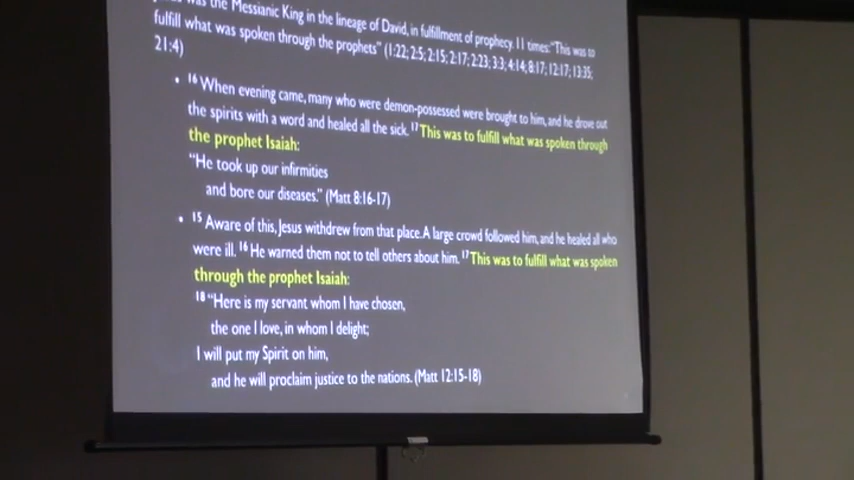 was the Messianic King in the lineage of David, in fulfillment of prophecy. 11 times: "This was to
fulfill what was spoken through the prophets" (1:22; 2:5; 2:15; 2:17; 2:23; 3:3; 4:14; 8:17; 12:17; 13:35;
21:4)
• 16 When evening came, many who were demon-possessed were brought to him, and he drove out
the spirits with a word and healed all the sick. 17 This was to fulfill what was spoken through
the prophet Isaiah:
"He took up our infirmities
and bore our diseases." (Matt 8:16-17)
• 15 Aware of this, Jesus withdrew from that place. A large crowd followed him, and he healed all who
were ill. 16 He warned them not to tell others about him. 17 This was to fulfill what was spoken
through the prophet Isaiah:
18 "Here is my servant whom I have chosen,
the one I love, in whom I delight;
I will put my Spirit on him,
and he will proclaim justice to the nations. (Matt 12:15-18)